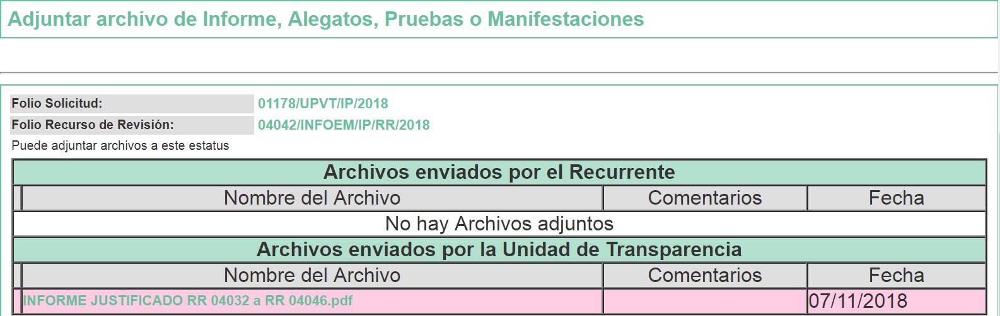 Adjuntar archivo de Informe, Alegatos, Pruebas o Manifestaciones
Folio Solicitud: 01178/UPVT/IP/2018
Folio Recurso de Revisión: 04042/INFOEM/IP/RR/2018
Puede adjuntar archivos a este estatus
Archivos enviados por el Recurrente
Nombre del Archivo Comentarios Fecha
No hay Archivos adjuntos
Archivos enviados por la Unidad de Transparencia
Nombre del Archivo Comentarios Fecha
INFORME JUSTIFICADO RR 04032 a RR 04046.pdf 07/11/2018